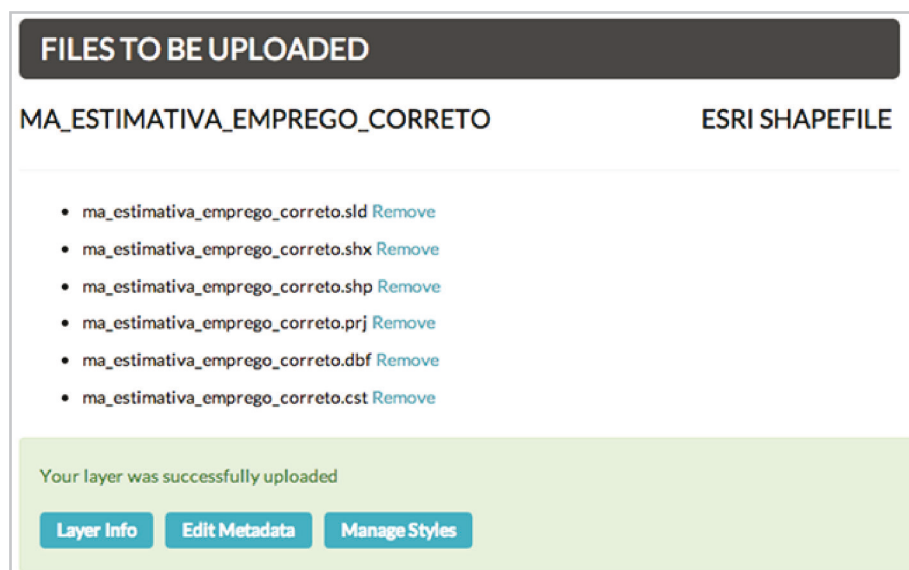 FILES TO BE UPLOADED
MA_ESTIMATIVA_EMPREGO_CORRETO ESRI SHAPEFILE
• ma_estimativa_emprego_correto.sld Remove
• ma_estimativa_emprego_correto.shx Remove
• ma_estimativa_emprego_correto.shp Remove
• ma_estimativa_emprego_correto.prj Remove
• ma_estimativa_emprego_correto.dbf Remove
• ma_estimativa_emprego_correto.cst Remove
Your layer was successfully uploaded
Layer Info Edit Metadata Manage Styles